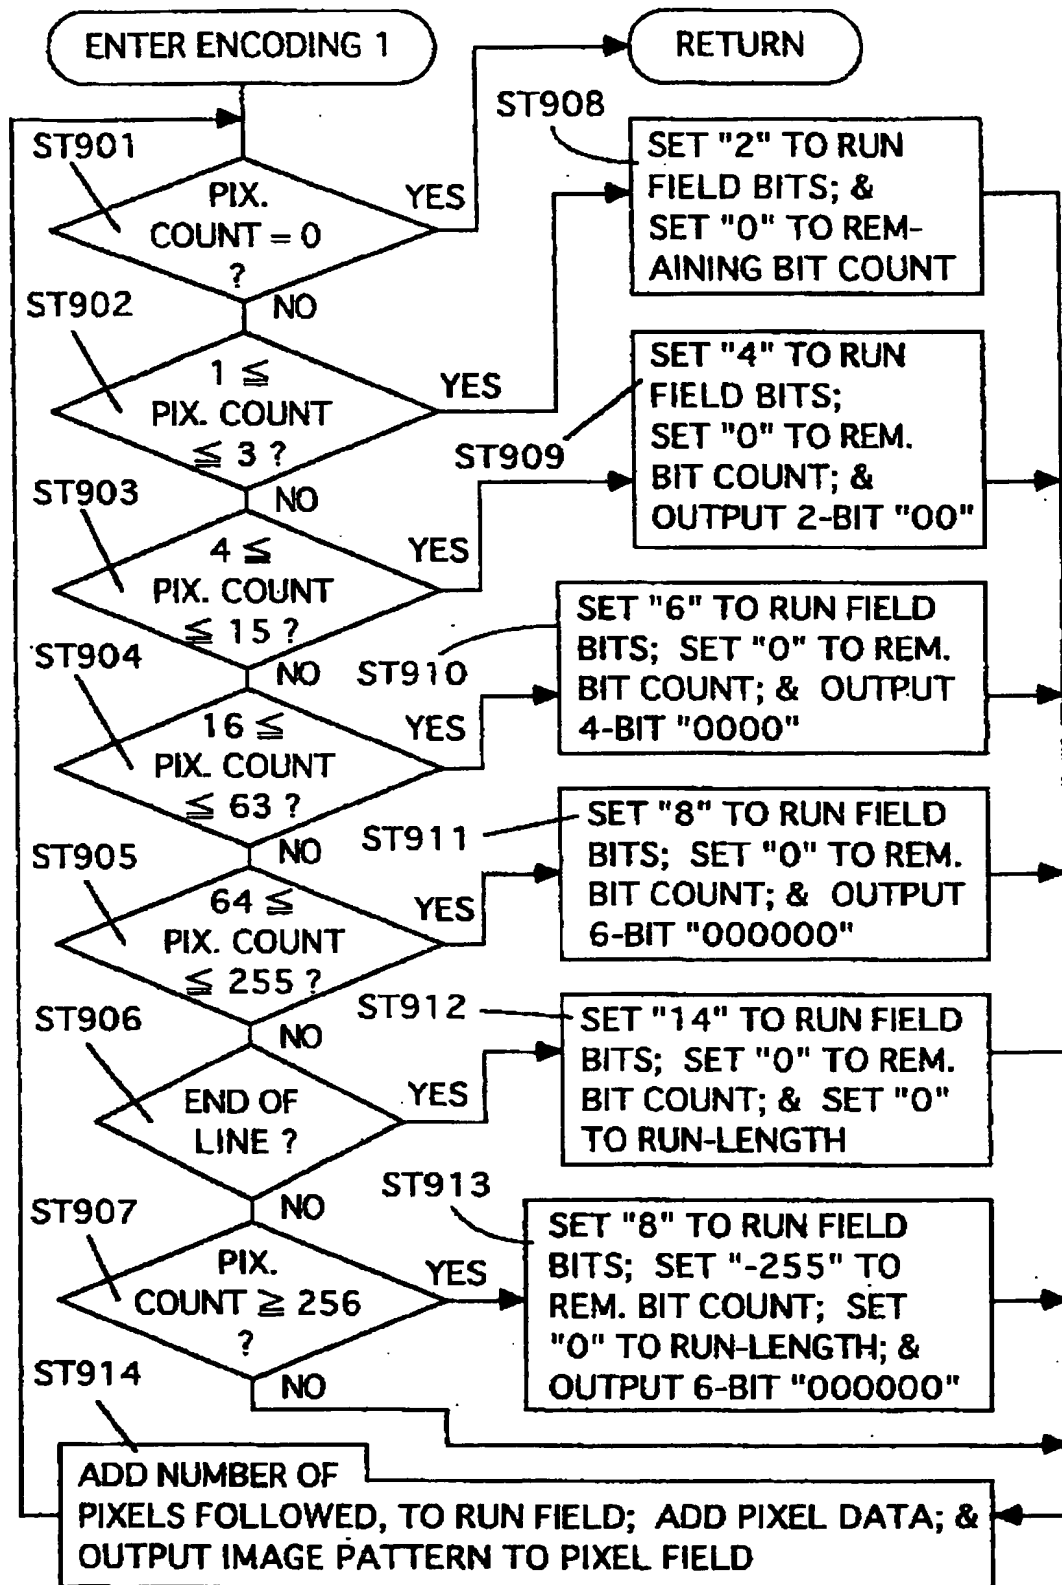 ENTER ENCODING 1
RETURN
ST901
PIX.
COUNT = 0
?
YES
NO
ST908
SET "2" TO RUN
FIELD BITS; &
SET "0" TO REM-
AINING BIT COUNT
ST902
1 ≦
PIX. COUNT
≦ 3 ?
YES
NO
ST909
SET "4" TO RUN
FIELD BITS;
SET "0" TO REM.
BIT COUNT; &
OUTPUT 2-BIT "00"
ST903
4 ≦
PIX. COUNT
≦ 15 ?
YES
NO
ST910
SET "6" TO RUN FIELD
BITS; SET "0" TO REM.
BIT COUNT; & OUTPUT
4-BIT "0000"
ST904
16 ≦
PIX. COUNT
≦ 63 ?
YES
NO
ST911
SET "8" TO RUN FIELD
BITS; SET "0" TO REM.
BIT COUNT; & OUTPUT
6-BIT "000000"
ST905
64 ≦
PIX. COUNT
≦ 255 ?
YES
NO
ST912
SET "14" TO RUN FIELD
BITS; SET "0" TO REM.
BIT COUNT; & SET "0"
TO RUN-LENGTH
ST906
END OF
LINE ?
YES
NO
ST913
SET "8" TO RUN FIELD
BITS; SET "-255" TO
REM. BIT COUNT; SET
"0" TO RUN-LENGTH; &
OUTPUT 6-BIT "000000"
ST907
PIX.
COUNT ≧ 256
?
YES
NO
ST914
ADD NUMBER OF
PIXELS FOLLOWED, TO RUN FIELD; ADD PIXEL DATA; &
OUTPUT IMAGE PATTERN TO PIXEL FIELD